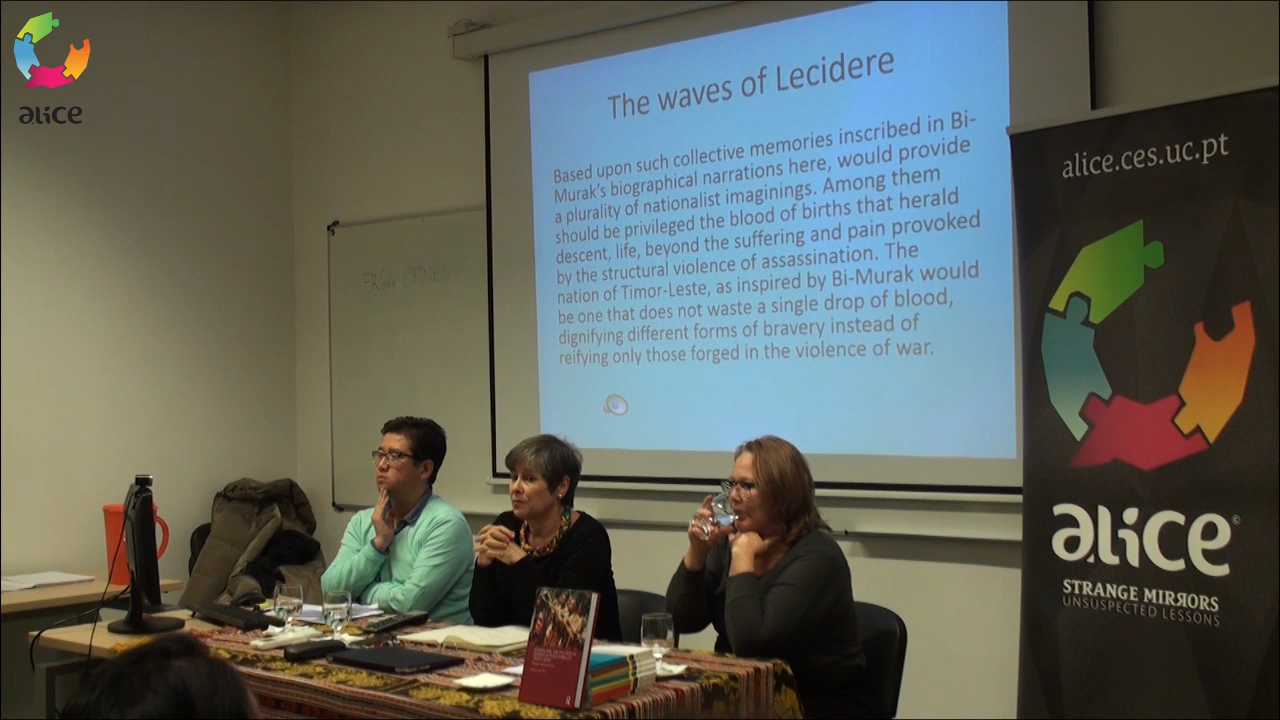 alice
The waves of Lecidere
Based upon such collective memories inscribed in Bi-
Murak's biographical narrations here, would provide
a plurality of nationalist imaginings. Among them
should be privileged the blood of births that herald
descent, life, beyond the suffering and pain provoked
by the structural violence of assassination. The
nation of Timor-Leste, as inspired by Bi-Murak would
be one that does not waste a single drop of blood,
dignifying different forms of bravery instead of
reifying only those forged in the violence of war.
alice.ces.uc.pt
alice©
STRANGE MIRRORS
UNSUSPECTED LESSONS